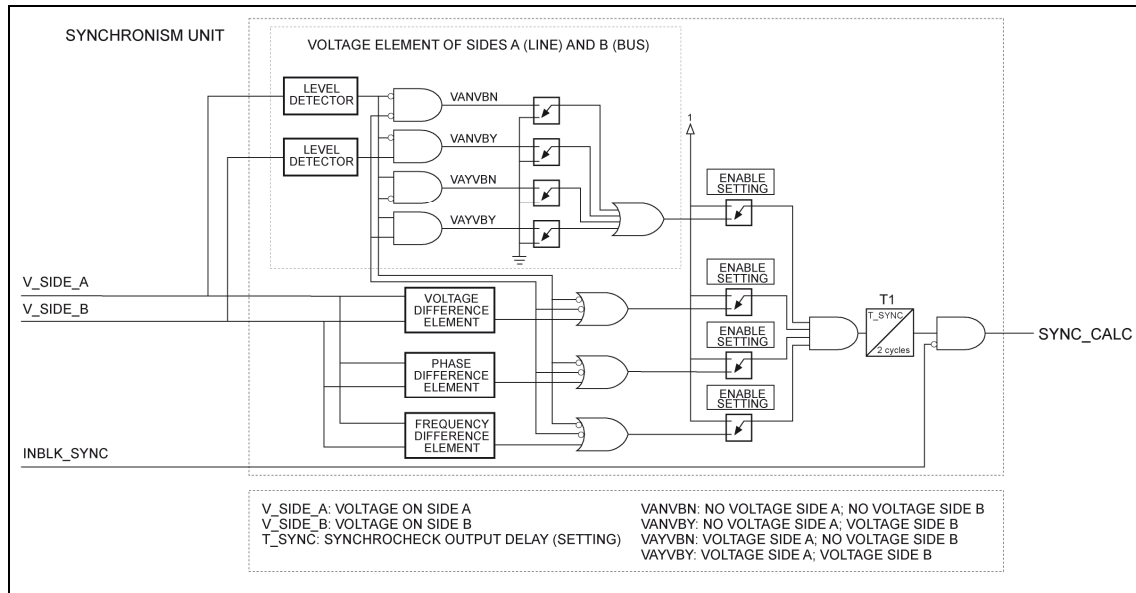 SYNCHRONISM UNIT
VOLTAGE ELEMENT OF SIDES A (LINE) AND B (BUS)
LEVEL
DETECTOR
VANVBN
1
LEVEL
DETECTOR
VANVBY
ENABLE
SETTING
VAYVBN
VAYVBY
ENABLE
SETTING
V_SIDE_A
V_SIDE_B
VOLTAGE
DIFFERENCE
ELEMENT
T1
T_SYNC
2 cycles
SYNC_CALC
ENABLE
SETTING
PHASE
DIFFERENCE
ELEMENT
ENABLE
SETTING
FREQUENCY
DIFFERENCE
ELEMENT
INBLK_SYNC
V_SIDE_A: VOLTAGE ON SIDE A
V_SIDE_B: VOLTAGE ON SIDE B
T_SYNC: SYNCHROCHECK OUTPUT DELAY (SETTING)
VANVBN: NO VOLTAGE SIDE A; NO VOLTAGE SIDE B
VANVBY: NO VOLTAGE SIDE A; VOLTAGE SIDE B
VAYVBN: VOLTAGE SIDE A; NO VOLTAGE SIDE B
VAYVBY: VOLTAGE SIDE A; VOLTAGE SIDE B